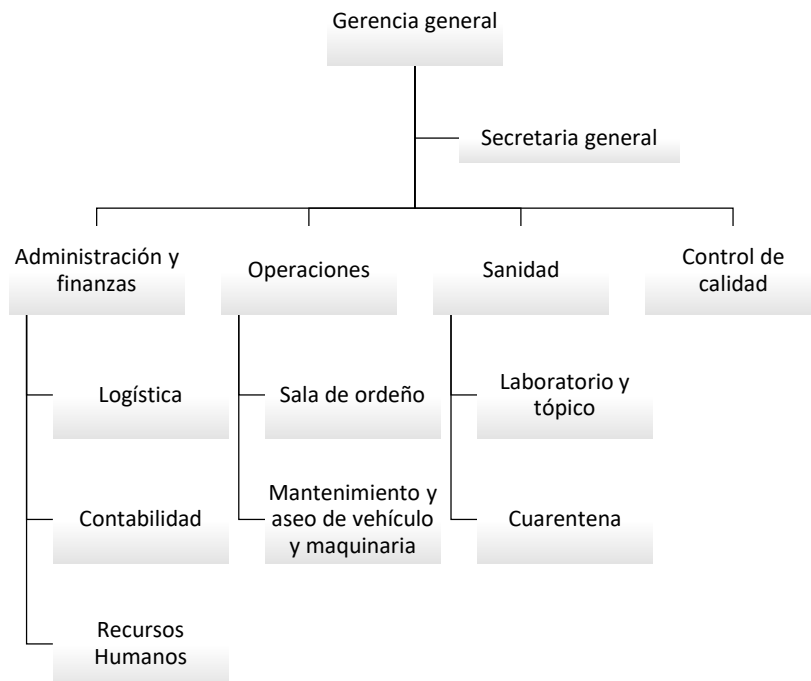 Gerencia general
Secretaria general
Administración y
finanzas
Operaciones
Sanidad
Control de
calidad
Logística
Sala de ordeño
Laboratorio y
tópico
Contabilidad
Mantenimiento y
aseo de vehículo
y maquinaria
Cuarentena
Recursos
Humanos